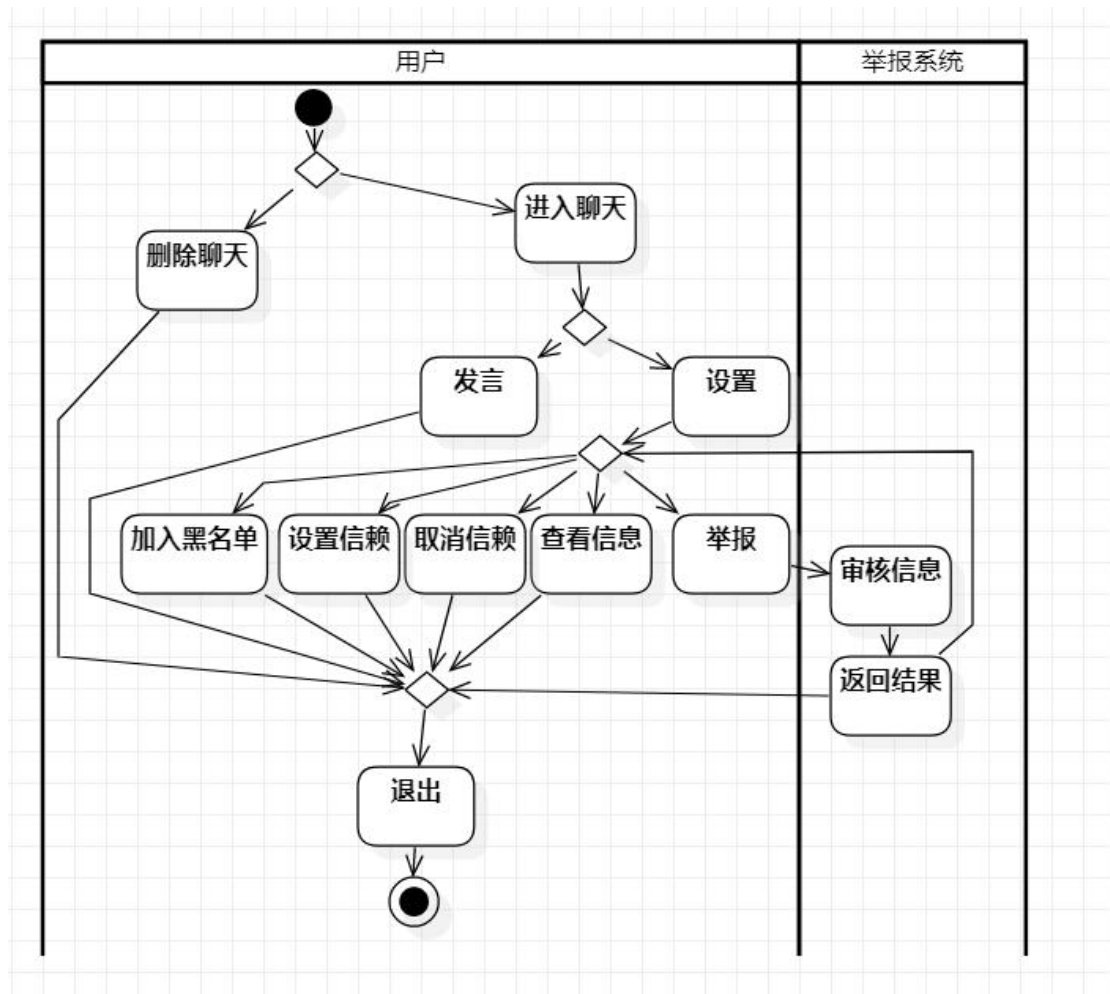 用户
举报系统
进入聊天
删除聊天
发言
设置
加入黑名单
设置信赖
取消信赖
查看信息
举报
审核信息
返回结果
退出